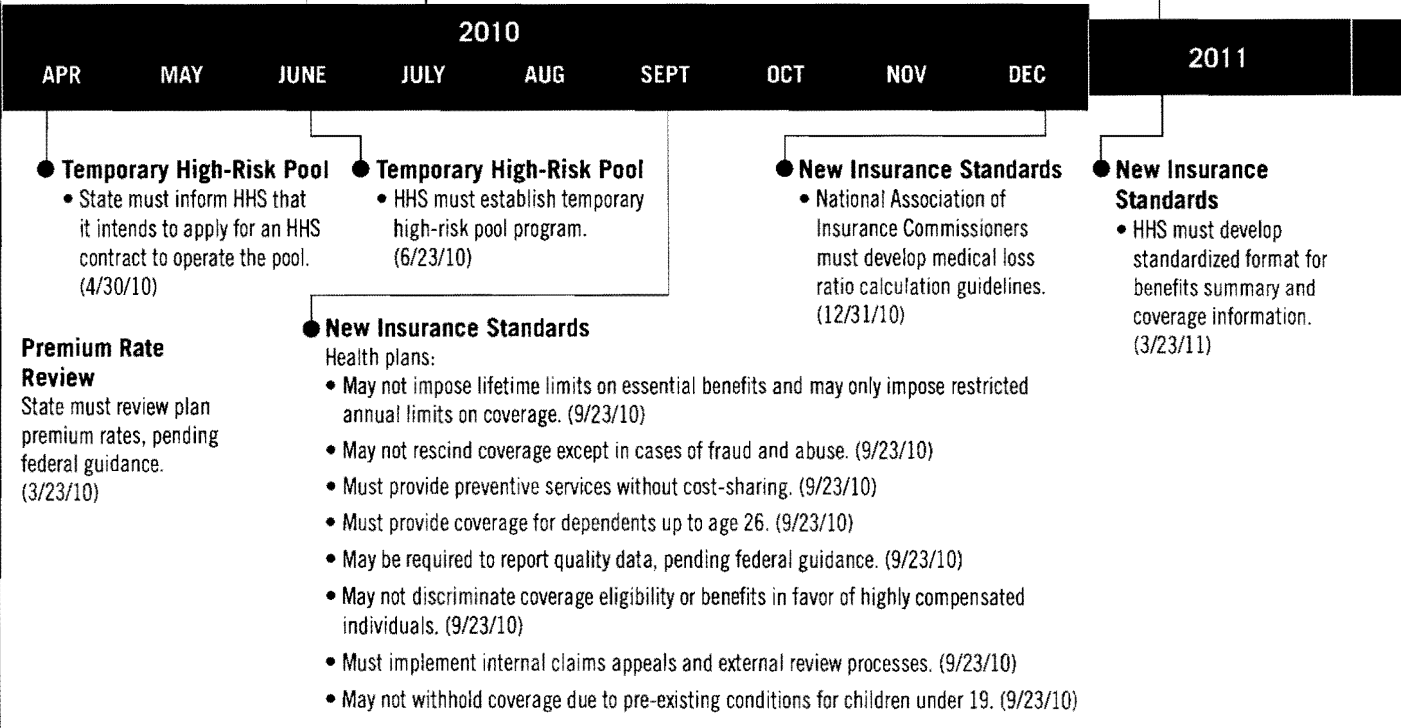 2010
APR MAY JUNE JULY AUG SEPT OCT NOV DEC
2011
● Temporary High-Risk Pool
• State must inform HHS that
it intends to apply for an HHS
contract to operate the pool.
(4/30/10)
Premium Rate
Review
State must review plan
premium rates, pending
federal guidance.
(3/23/10)
● Temporary High-Risk Pool
• HHS must establish temporary
high-risk pool program.
(6/23/10)
● New Insurance Standards
Health plans:
• May not impose lifetime limits on essential benefits and may only impose restricted
annual limits on coverage. (9/23/10)
• May not rescind coverage except in cases of fraud and abuse. (9/23/10)
• Must provide preventive services without cost-sharing. (9/23/10)
• Must provide coverage for dependents up to age 26. (9/23/10)
• May be required to report quality data, pending federal guidance. (9/23/10)
• May not discriminate coverage eligibility or benefits in favor of highly compensated
individuals. (9/23/10)
• Must implement internal claims appeals and external review processes. (9/23/10)
• May not withhold coverage due to pre-existing conditions for children under 19. (9/23/10)
● New Insurance Standards
• National Association of
Insurance Commissioners
must develop medical loss
ratio calculation guidelines.
(12/31/10)
● New Insurance
Standards
• HHS must develop
standardized format for
benefits summary and
coverage information.
(3/23/11)